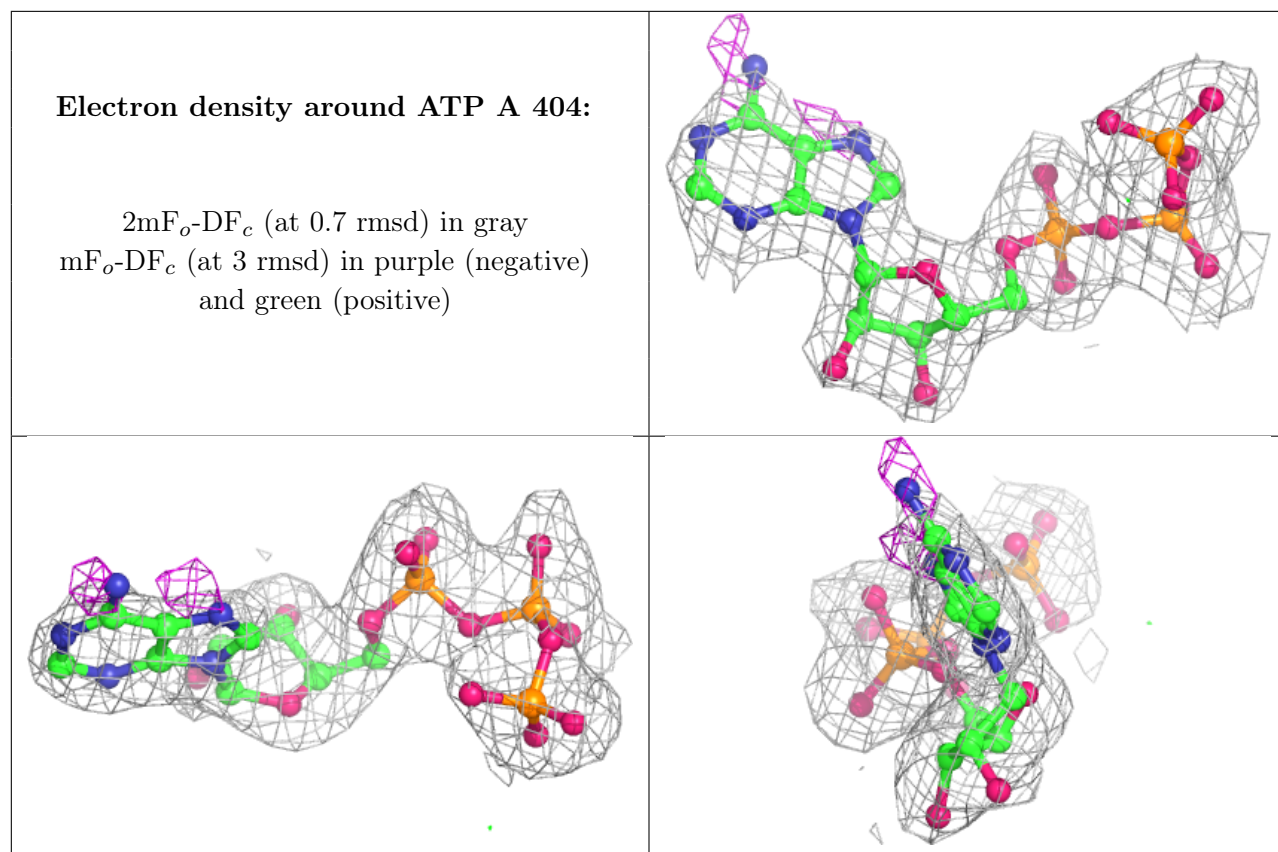 Electron density around ATP A 404:
2mFo-DFc (at 0.7 rmsd) in gray
mFo-DFc (at 3 rmsd) in purple (negative)
and green (positive)